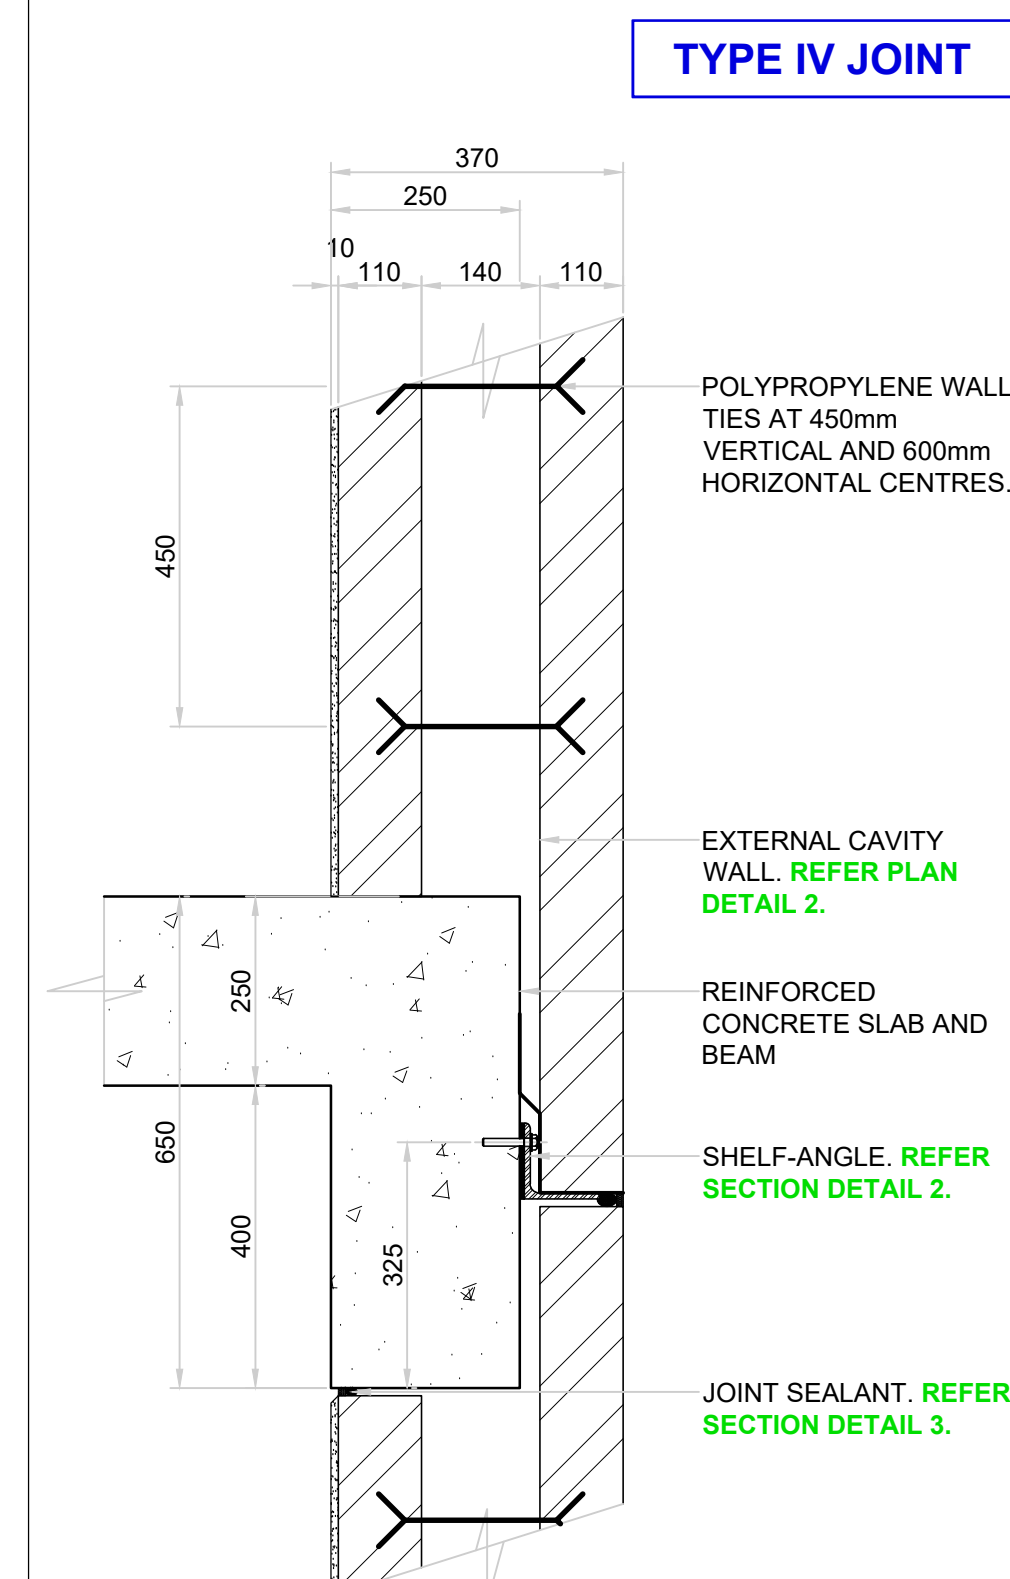 TYPE IV JOINT
370
250
10
110 140 110
POLYPROPYLENE WALL
TIES AT 450mm
VERTICAL AND 600mm
HORIZONTAL CENTRES.
450
EXTERNAL CAVITY
WALL. REFER PLAN
DETAIL 2.
250
REINFORCED
CONCRETE SLAB AND
BEAM
650
SHELF-ANGLE. REFER
SECTION DETAIL 2.
400
325
JOINT SEALANT. REFER
SECTION DETAIL 3.